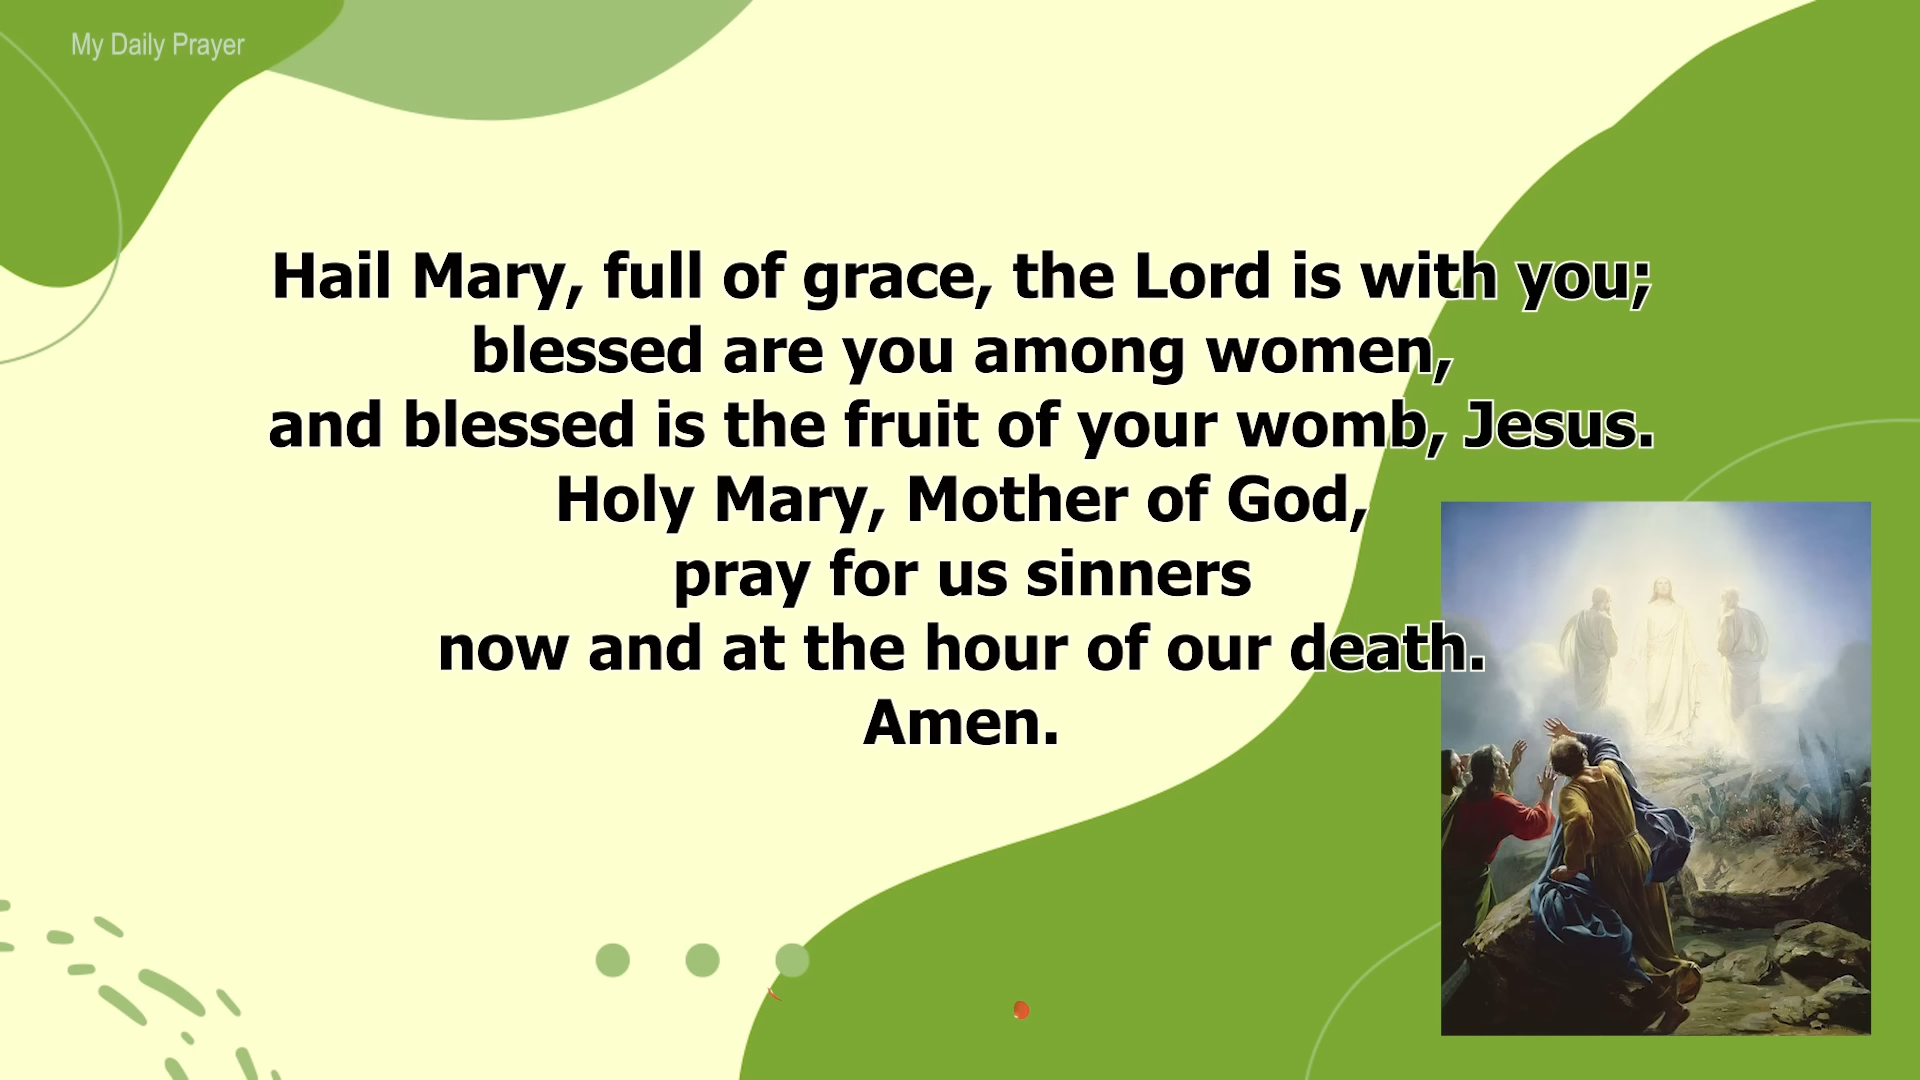 My Daily Prayer
Hail Mary, full of grace, the Lord is with you;
blessed are you among women,
and blessed is the fruit of your womb, Jesus.
Holy Mary, Mother of God,
pray for us sinners
now and at the hour of our death.
Amen.